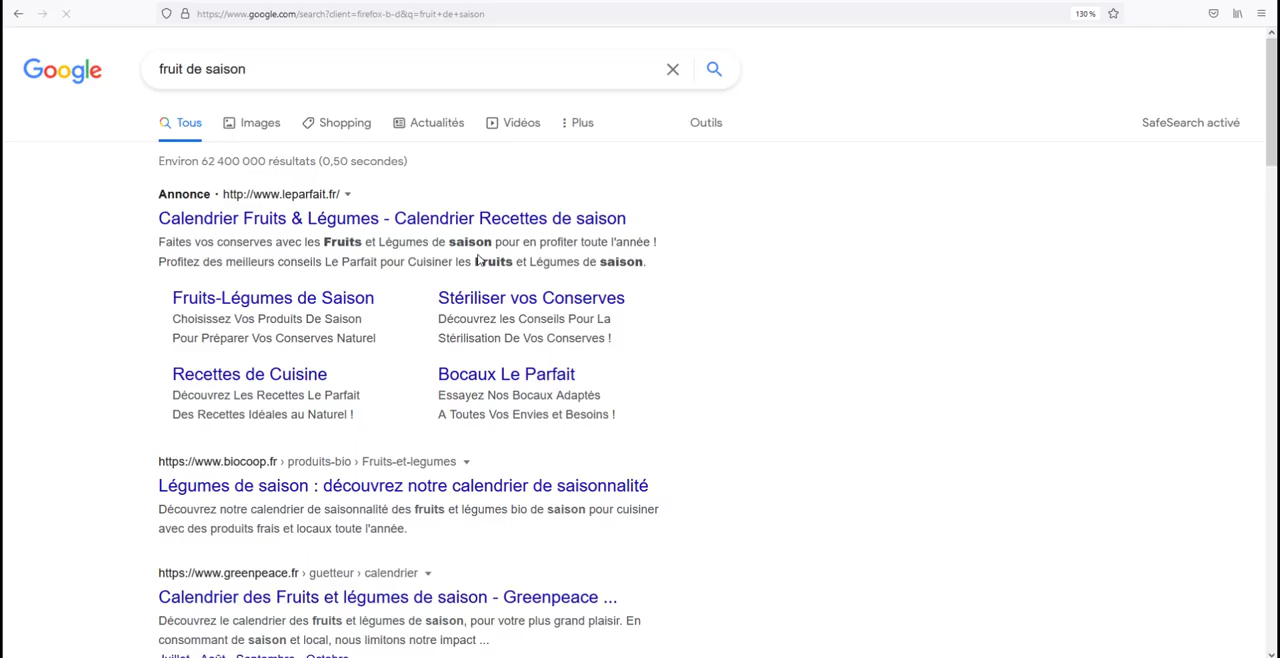 https://www.google.com/search?client=firefox-b-d&q=fruit+de+saison
130 %
Google
fruit de saison
Tous
Images
Shopping
Actualités
Vidéos
Plus
Outils
SafeSearch activé
Environ 62 400 000 résultats (0,50 secondes)
Annonce · http://www.leparfait.fr/
Calendrier Fruits & Légumes - Calendrier Recettes de saison
Faites vos conserves avec les Fruits et Légumes de saison pour en profiter toute l'année !
Profitez des meilleurs conseils Le Parfait pour Cuisiner les Fruits et Légumes de saison.
Fruits-Légumes de Saison
Choisissez Vos Produits De Saison
Pour Préparer Vos Conserves Naturel
Stériliser vos Conserves
Découvrez les Conseils Pour La
Stérilisation De Vos Conserves !
Recettes de Cuisine
Découvrez Les Recettes Le Parfait
Des Recettes Idéales au Naturel !
Bocaux Le Parfait
Essayez Nos Bocaux Adaptés
A Toutes Vos Envies et Besoins !
https://www.biocoop.fr › produits-bio › Fruits-et-legumes
Légumes de saison : découvrez notre calendrier de saisonnalité
Découvrez notre calendrier de saisonnalité des fruits et légumes bio de saison pour cuisiner
avec des produits frais et locaux toute l'année.
https://www.greenpeace.fr › guetteur › calendrier
Calendrier des Fruits et légumes de saison - Greenpeace ...
Découvrez le calendrier des fruits et légumes de saison, pour votre plus grand plaisir. En
consommant de saison et local, nous limitons notre impact ...
Juillet · Août · Septembre · Octobre